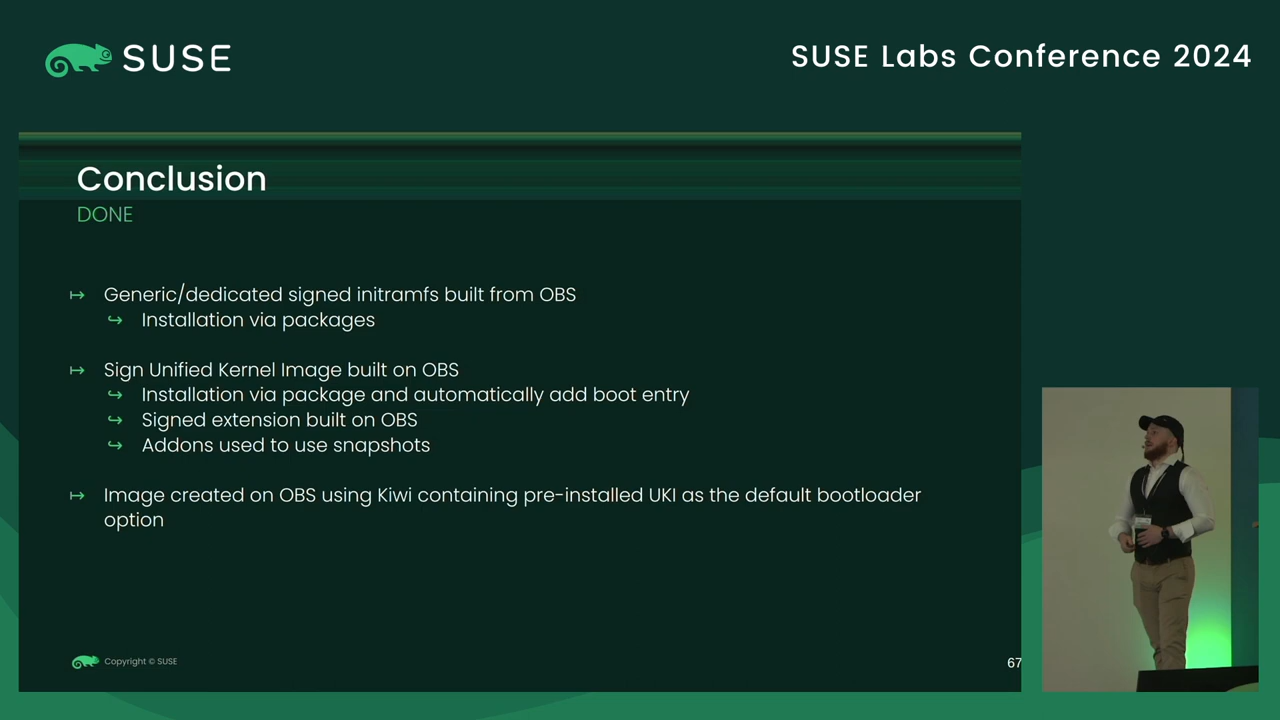 SUSE
SUSE Labs Conference 2024
Conclusion
DONE
↦ Generic/dedicated signed initramfs built from OBS
↪ Installation via packages
↦ Sign Unified Kernel Image built on OBS
↪ Installation via package and automatically add boot entry
↪ Signed extension built on OBS
↪ Addons used to use snapshots
↦ Image created on OBS using Kiwi containing pre-installed UKI as the default bootloader
option
Copyright © SUSE
67